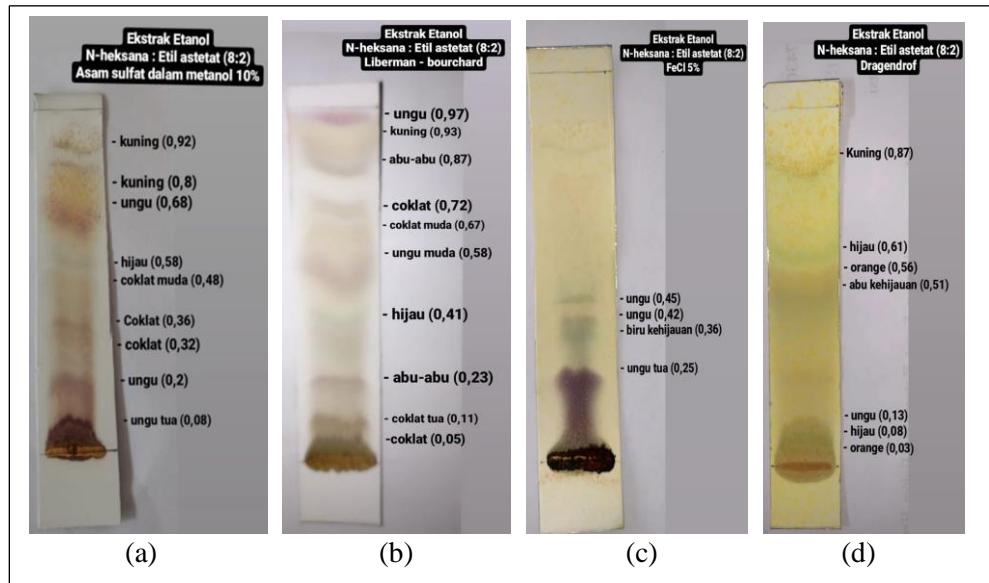 Ekstrak Etanol
N-heksana : Etil astetat (8:2)
Asam sulfat dalam metanol 10%
- kuning (0,92)
- kuning (0,8)
- ungu (0,68)
- hijau (0,58)
- coklat muda (0,48)
- Coklat (0,36)
- coklat (0,32)
- ungu (0,2)
- ungu tua (0,08)
(a)
Ekstrak Etanol
N-heksana : Etil astetat (8:2)
Liberman - bourchard
- ungu (0,97)
- kuning (0,93)
- abu-abu (0,87)
- coklat (0,72)
- coklat muda (0,67)
- ungu muda (0,58)
- hijau (0,41)
- abu-abu (0,23)
- coklat tua (0,11)
-coklat (0,05)
(b)
Ekstrak Etanol
N-heksana : Etil astetat (8:2)
FeCl 5%
- ungu (0,45)
- ungu (0,42)
- biru kehijauan (0,36)
- ungu tua (0,25)
(c)
Ekstrak Etanol
N-heksana : Etil astetat (8:2)
Dragendrof
- Kuning (0,87)
- hijau (0,61)
- orange (0,56)
- abu kehijauan (0,51)
- ungu (0,13)
- hijau (0,08)
- orange (0,03)
(d)